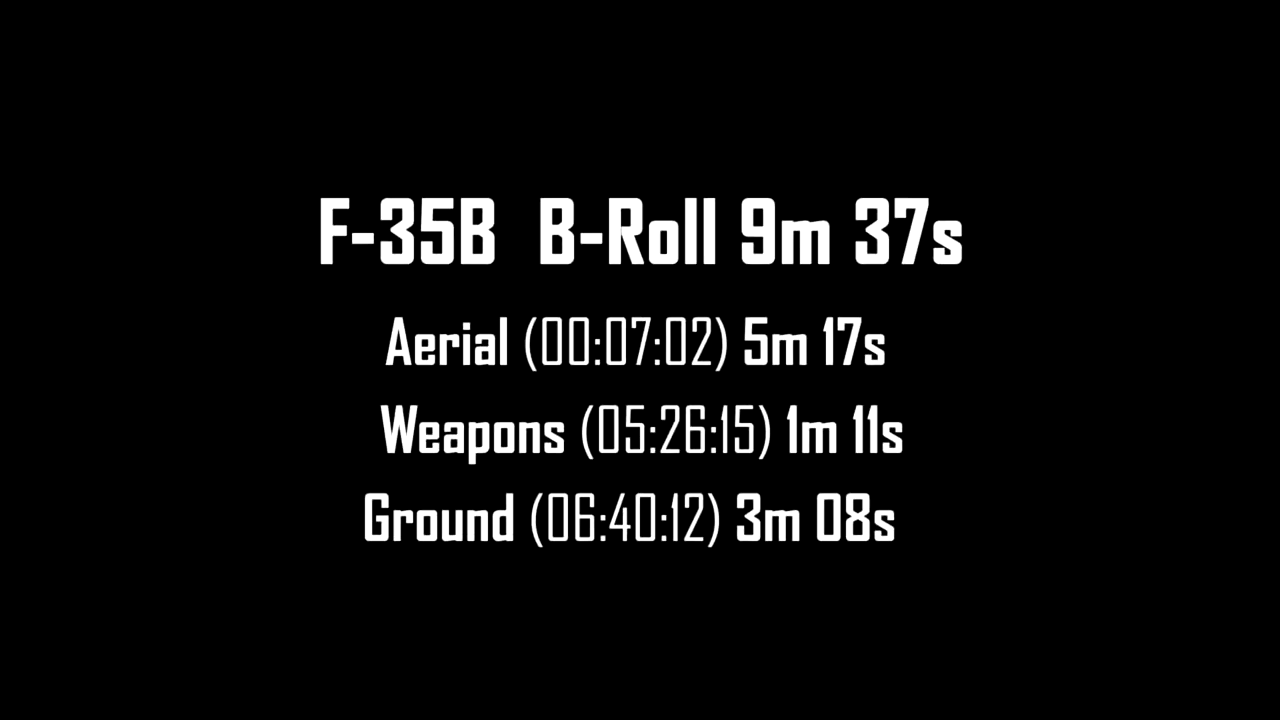 F-35B B-Roll 9m 37s
Aerial (00:07:02) 5m 17s
Weapons (05:26:15) 1m 11s
Ground (06:40:12) 3m 08s